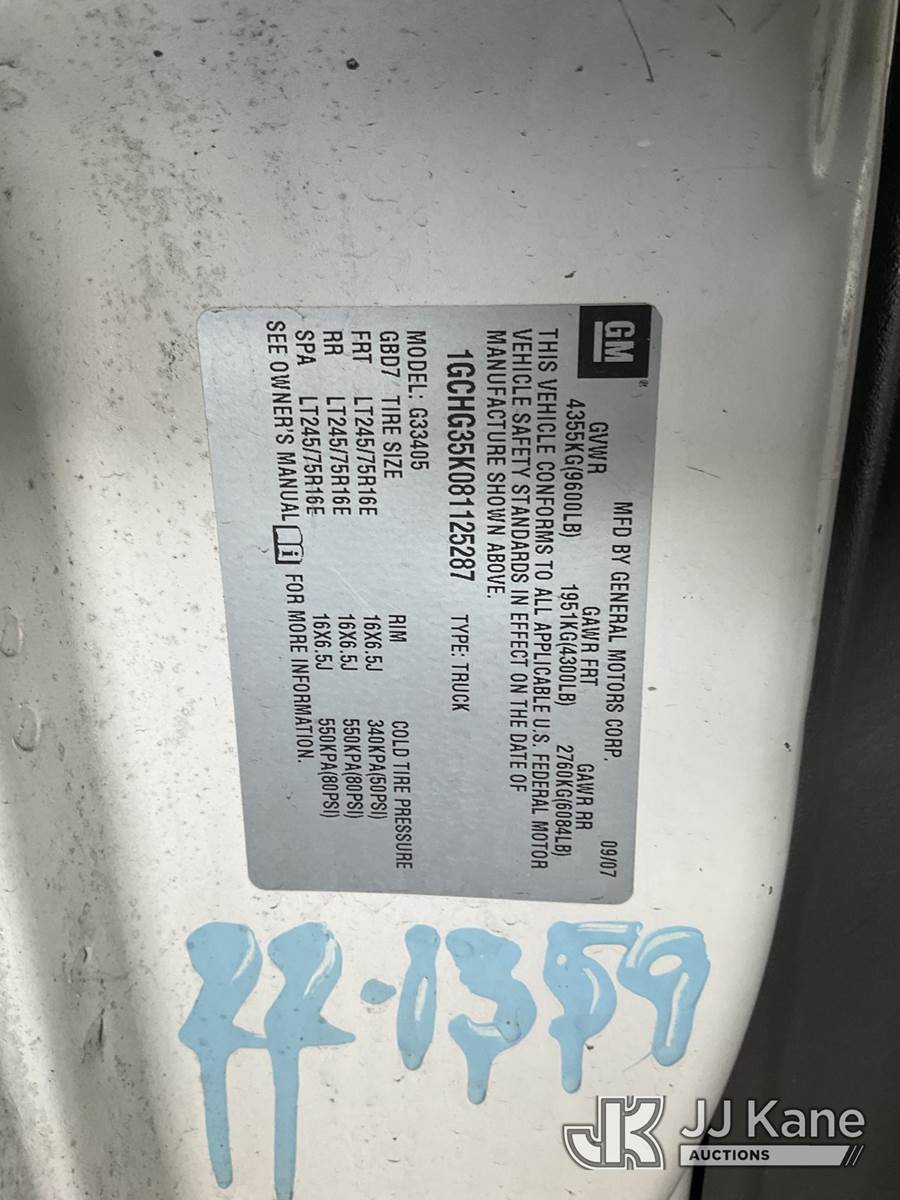 GM
MFD BY GENERAL MOTORS CORP. 09/07
GVWR GAWR FRT GAWR RR
4355KG(9600LB) 1951KG(4300LB) 2760KG(6084LB)
THIS VEHICLE CONFORMS TO ALL APPLICABLE U.S. FEDERAL MOTOR
VEHICLE SAFETY STANDARDS IN EFFECT ON THE DATE OF
MANUFACTURE SHOWN ABOVE.
1GCHG35K081125287 TYPE: TRUCK
MODEL: G33405
GBD7 TIRE SIZE RIM COLD TIRE PRESSURE
FRT LT245/75R16E 16X6.5J 340KPA(50PSI)
RR LT245/75R16E 16X6.5J 550KPA(80PSI)
SPA LT245/75R16E 16X6.5J 550KPA(80PSI)
SEE OWNER'S MANUAL FOR MORE INFORMATION.
22-1359
JK JJ Kane
AUCTIONS